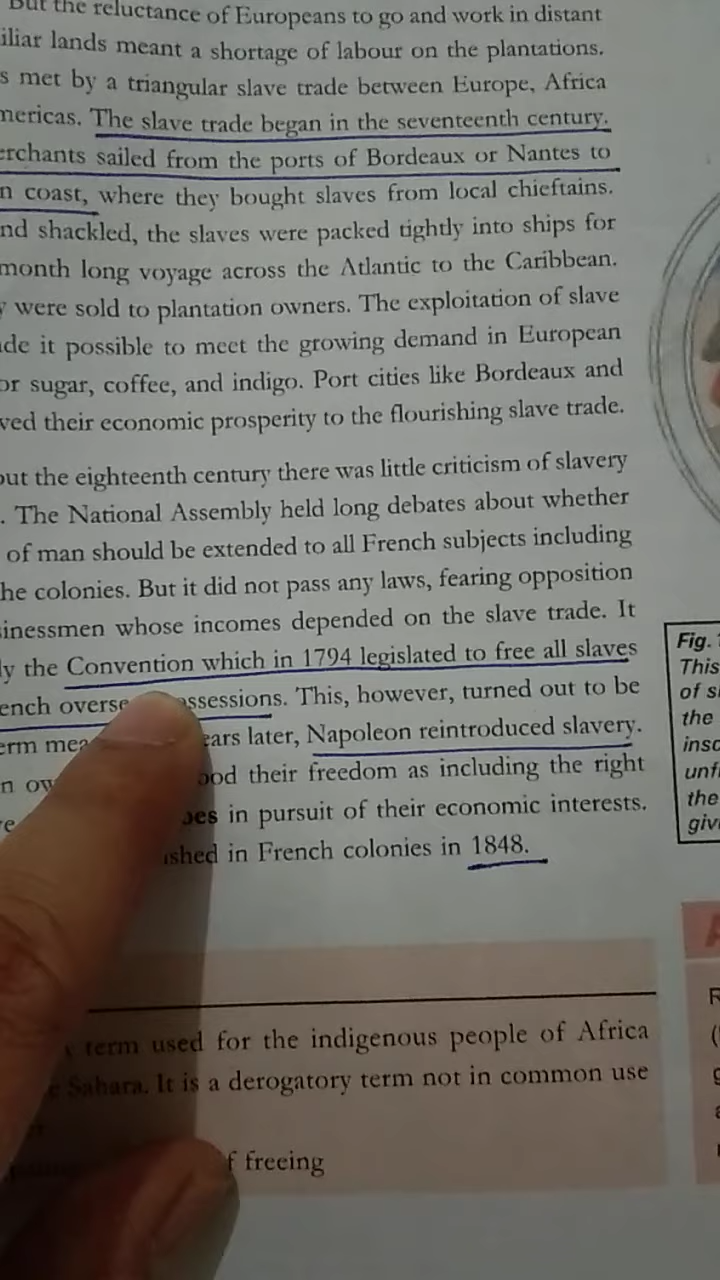 But the reluctance of Europeans to go and work in distant
iliar lands meant a shortage of labour on the plantations.
s met by a triangular slave trade between Europe, Africa
mericas. The slave trade began in the seventeenth century.
erchants sailed from the ports of Bordeaux or Nantes to
n coast, where they bought slaves from local chieftains.
nd shackled, the slaves were packed tightly into ships for
month long voyage across the Atlantic to the Caribbean.
y were sold to plantation owners. The exploitation of slave
de it possible to meet the growing demand in European
or sugar, coffee, and indigo. Port cities like Bordeaux and
ved their economic prosperity to the flourishing slave trade.
out the eighteenth century there was little criticism of slavery
. The National Assembly held long debates about whether
of man should be extended to all French subjects including
he colonies. But it did not pass any laws, fearing opposition
sinessmen whose incomes depended on the slave trade. It
ly the Convention which in 1794 legislated to free all slaves
ench overse ssessions. This, however, turned out to be
erm mea ears later, Napoleon reintroduced slavery.
n ow ood their freedom as including the right
es in pursuit of their economic interests.
ished in French colonies in 1848.
term used for the indigenous people of Africa
Sahara. It is a derogatory term not in common use
f freeing
Fig.
This
of s
the
insc
unf
the
giv